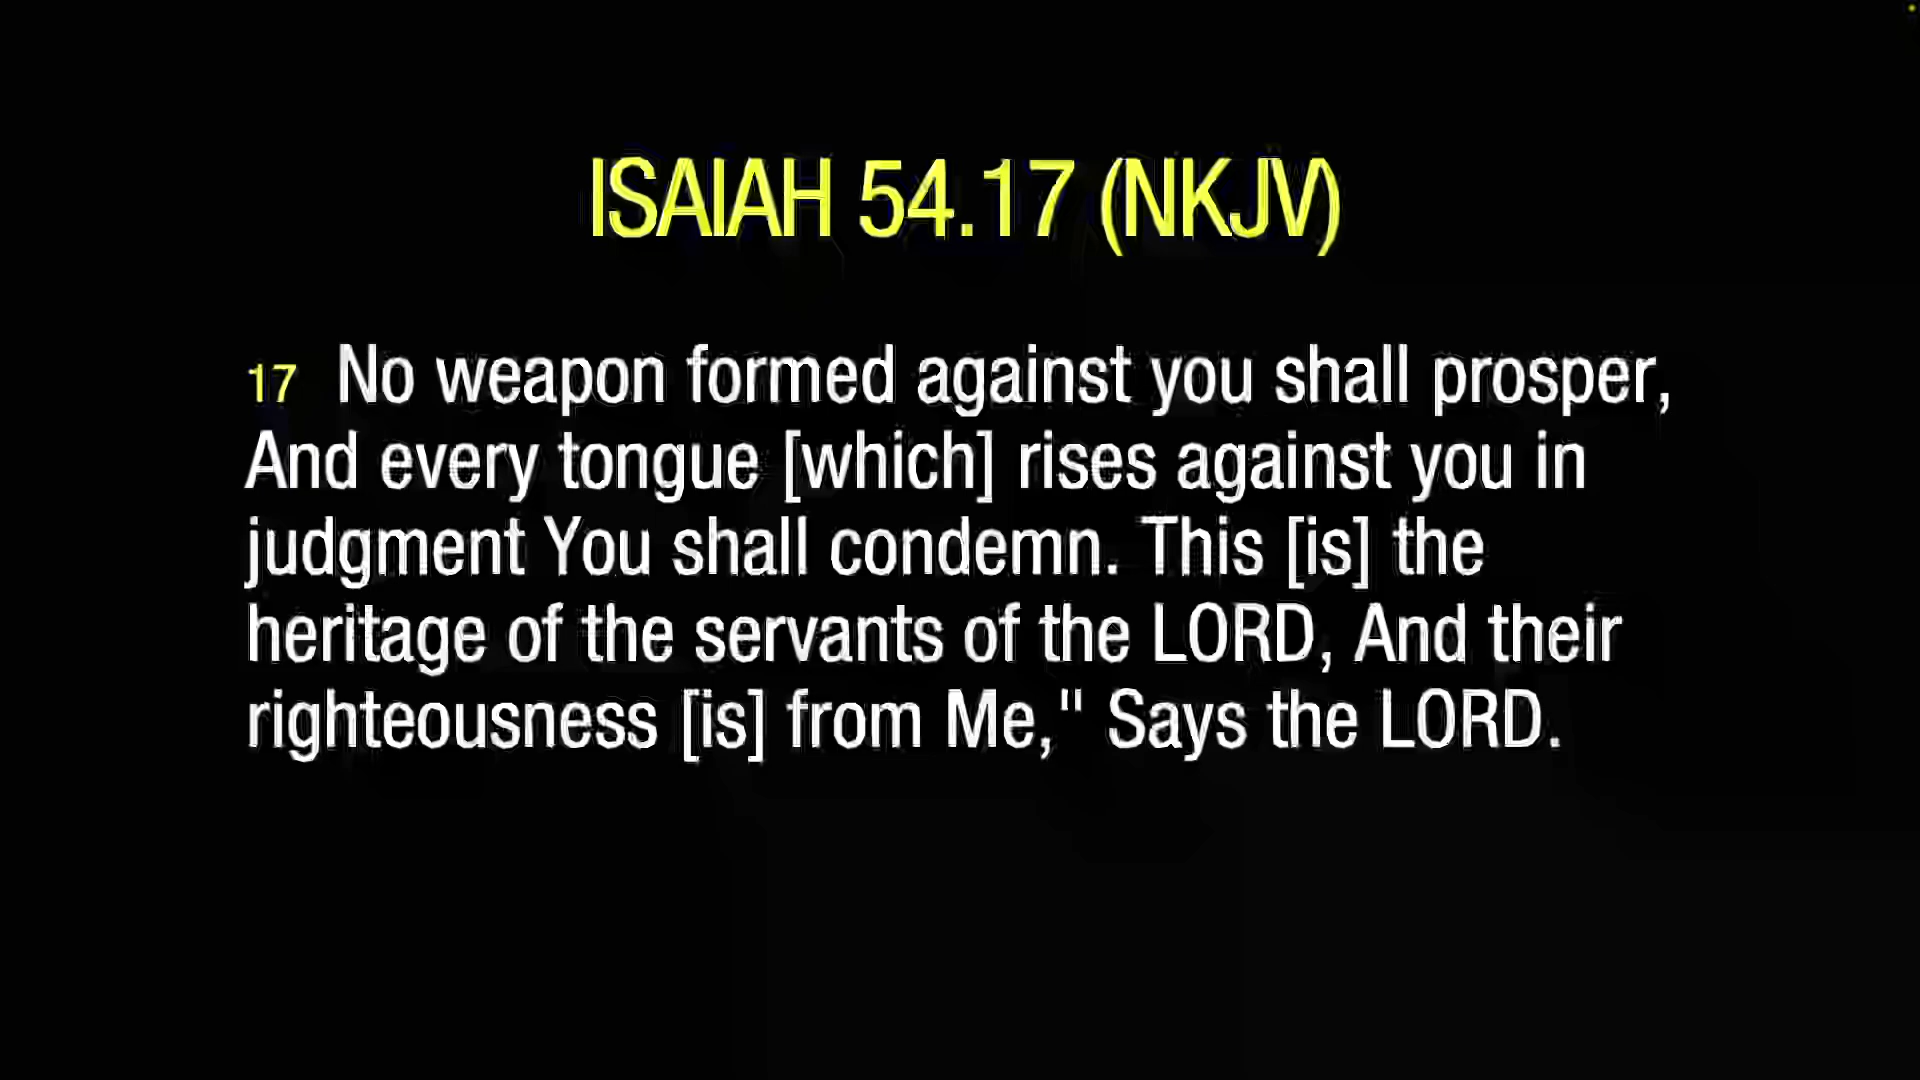 ISAIAH 54.17 (NKJV)
17 No weapon formed against you shall prosper,
And every tongue [which] rises against you in
judgment You shall condemn. This [is] the
heritage of the servants of the LORD, And their
righteousness [is] from Me," Says the LORD.